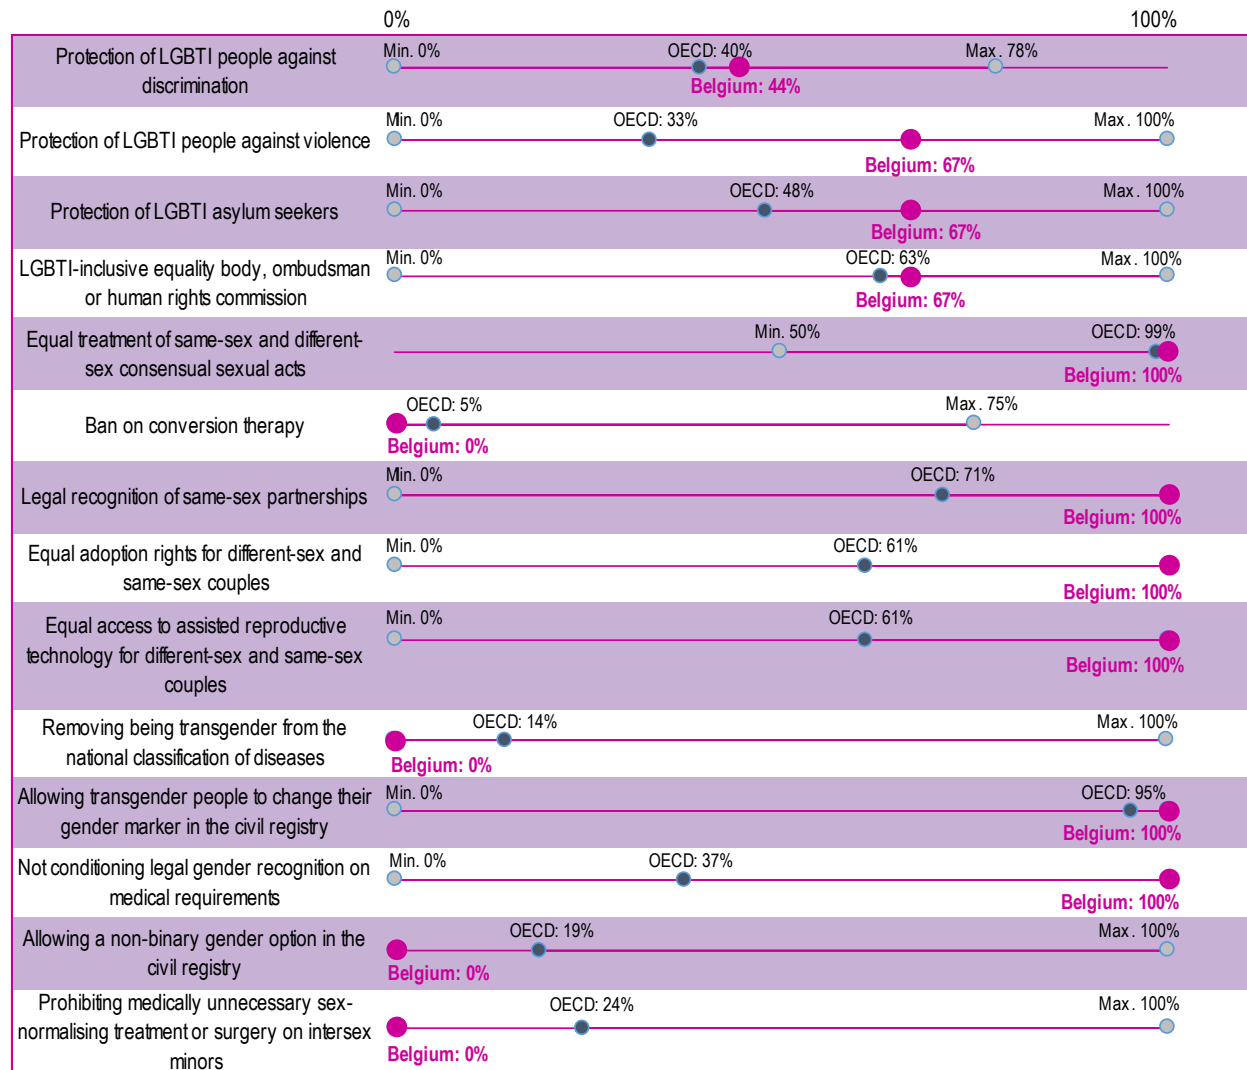 0% 100%
Protection of LGBTI people against
discrimination
Min. 0% OECD: 40% Max. 78%
Belgium: 44%
Protection of LGBTI people against violence
Min. 0% OECD: 33% Max. 100%
Belgium: 67%
Protection of LGBTI asylum seekers
Min. 0% OECD: 48% Max. 100%
Belgium: 67%
LGBTI-inclusive equality body, ombudsman
or human rights commission
Min. 0% OECD: 63% Max. 100%
Belgium: 67%
Equal treatment of same-sex and different-
sex consensual sexual acts
Min. 50% OECD: 99%
Belgium: 100%
Ban on conversion therapy
OECD: 5% Max. 75%
Belgium: 0%
Legal recognition of same-sex partnerships
Min. 0% OECD: 71%
Belgium: 100%
Equal adoption rights for different-sex and
same-sex couples
Min. 0% OECD: 61%
Belgium: 100%
Equal access to assisted reproductive
technology for different-sex and same-sex
couples
Min. 0% OECD: 61%
Belgium: 100%
Removing being transgender from the
national classification of diseases
OECD: 14% Max. 100%
Belgium: 0%
Allowing transgender people to change their
gender marker in the civil registry
Min. 0% OECD: 95%
Belgium: 100%
Not conditioning legal gender recognition on
medical requirements
Min. 0% OECD: 37%
Belgium: 100%
Allowing a non-binary gender option in the
civil registry
OECD: 19% Max. 100%
Belgium: 0%
Prohibiting medically unnecessary sex-
normalising treatment or surgery on intersex
minors
OECD: 24% Max. 100%
Belgium: 0%